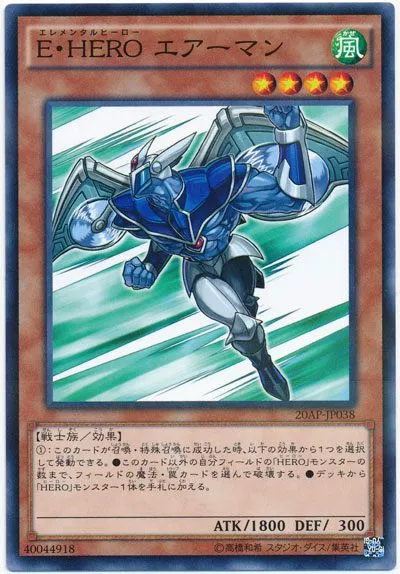 エレメンタルヒーロー
E・HERO エアーマン
かぜ
風
20AP-JP038
【戦士族/効果】
①:このカードが召喚・特殊召喚に成功した時、以下の効果から1つを選択
して発動できる。●このカード以外の自分フィールドの「HERO」モンスター
の数まで、フィールドの魔法・罠カードを選んで破壊する。●デッキから
「HERO」モンスター1体を手札に加える。
ATK/1800 DEF/ 300
40044918
©高橋和希 スタジオ・ダイス/集英社